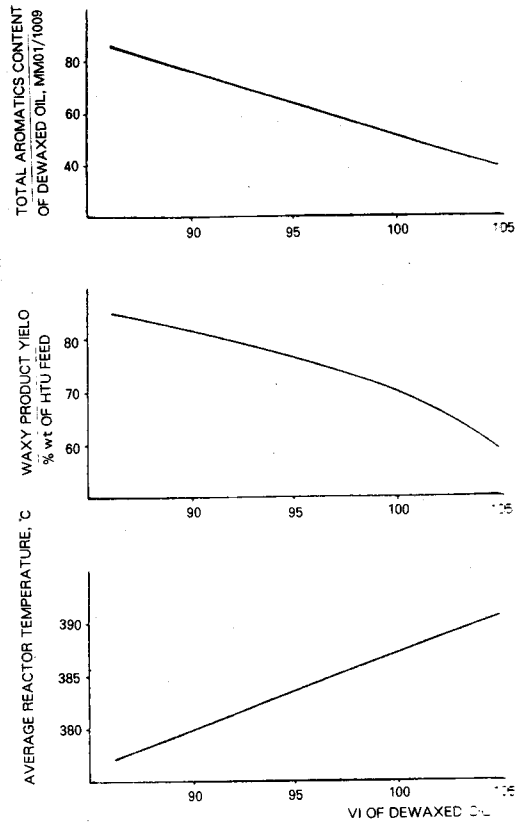 TOTAL AROMATICS CONTENT
OF DEWAXED OIL, MM01/1009
80
60
40
90 95 100 105
WAXY PRODUCT YIELO
% wt OF HTU FEED
80
70
60
90 95 100
AVERAGE REACTOR TEMPERATURE, °C
390
385
380
90 95 100
VI OF DEWAXED